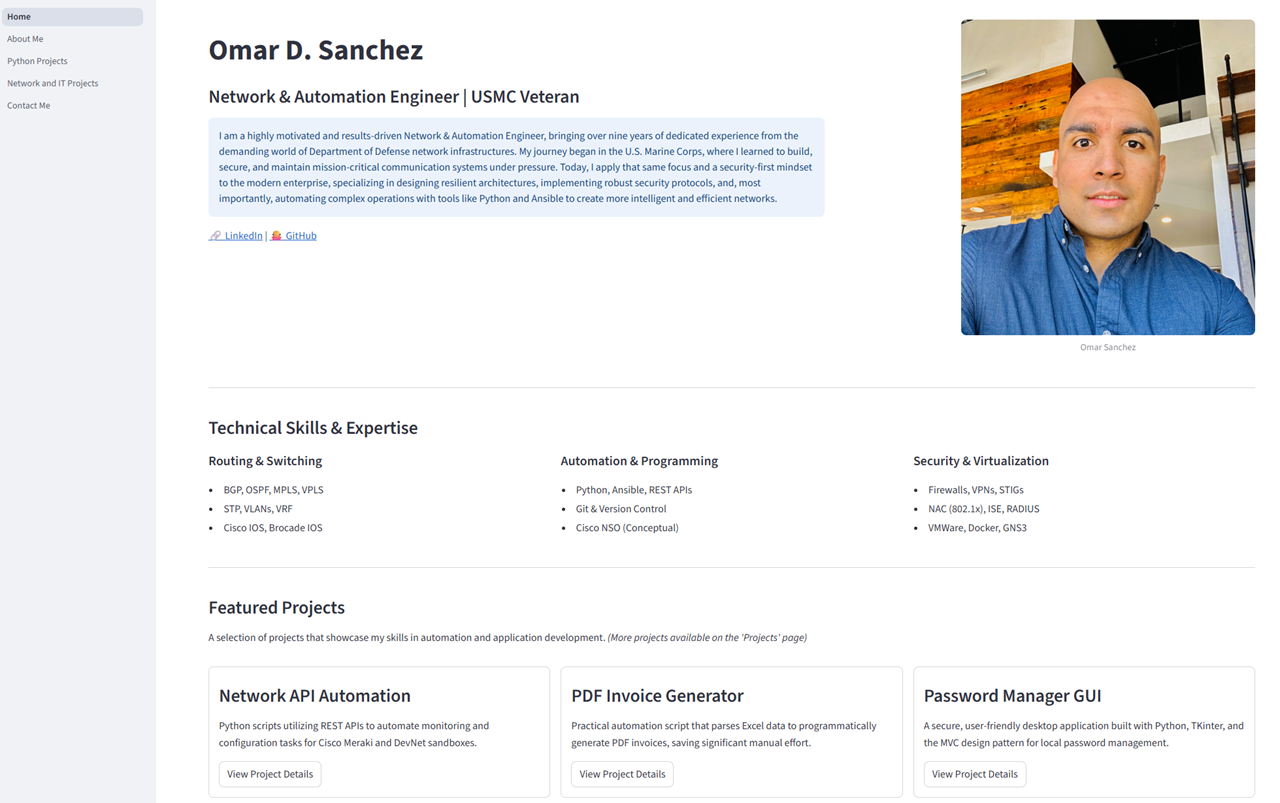 Home
About Me
Python Projects
Network and IT Projects
Contact Me
Omar D. Sanchez
Network & Automation Engineer | USMC Veteran
I am a highly motivated and results-driven Network & Automation Engineer, bringing over nine years of dedicated experience from the
demanding world of Department of Defense network infrastructures. My journey began in the U.S. Marine Corps, where I learned to build,
secure, and maintain mission-critical communication systems under pressure. Today, I apply that same focus and a security-first mindset
to the modern enterprise, specializing in designing resilient architectures, implementing robust security protocols, and, most
importantly, automating complex operations with tools like Python and Ansible to create more intelligent and efficient networks.
LinkedIn | GitHub
Omar Sanchez
Technical Skills & Expertise
Routing & Switching
• BGP, OSPF, MPLS, VPLS
• STP, VLANs, VRF
• Cisco IOS, Brocade IOS
Automation & Programming
• Python, Ansible, REST APIs
• Git & Version Control
• Cisco NSO (Conceptual)
Security & Virtualization
• Firewalls, VPNs, STIGs
• NAC (802.1x), ISE, RADIUS
• VMWare, Docker, GNS3
Featured Projects
A selection of projects that showcase my skills in automation and application development. (More projects available on the 'Projects' page)
Network API Automation
Python scripts utilizing REST APIs to automate monitoring and
configuration tasks for Cisco Meraki and DevNet sandboxes.
View Project Details
PDF Invoice Generator
Practical automation script that parses Excel data to programmatically
generate PDF invoices, saving significant manual effort.
View Project Details
Password Manager GUI
A secure, user-friendly desktop application built with Python, TKinter, and
the MVC design pattern for local password management.
View Project Details